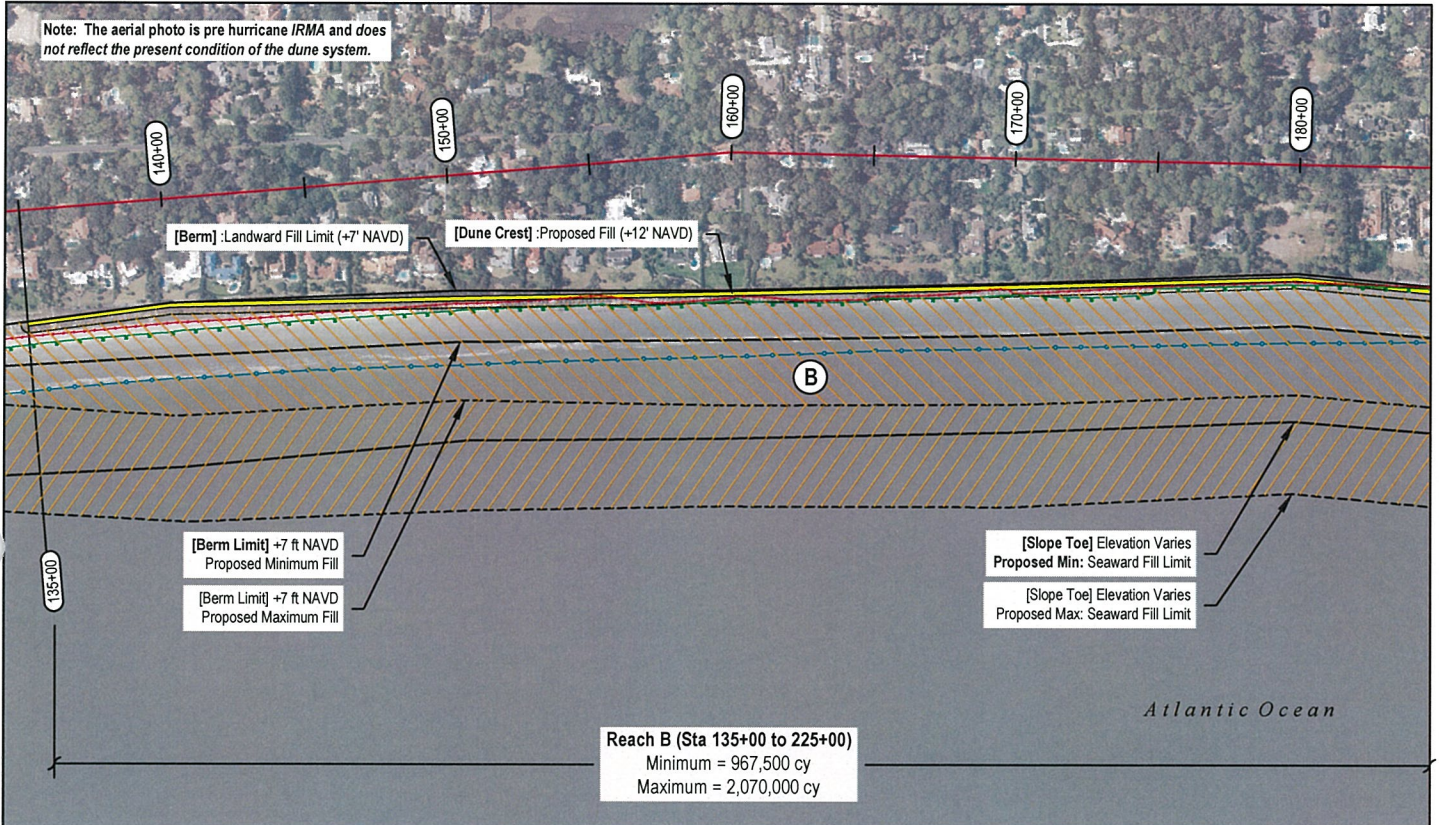 Note: The aerial photo is pre hurricane IRMA and does
not reflect the present condition of the dune system.
140+00
150+00
160+00
170+00
180+00
[Berm] :Landward Fill Limit (+7' NAVD)
[Dune Crest] :Proposed Fill (+12' NAVD)
B
135+00
[Berm Limit] +7 ft NAVD
Proposed Minimum Fill
[Berm Limit] +7 ft NAVD
Proposed Maximum Fill
[Slope Toe] Elevation Varies
Proposed Min: Seaward Fill Limit
[Slope Toe] Elevation Varies
Proposed Max: Seaward Fill Limit
Atlantic Ocean
Reach B (Sta 135+00 to 225+00)
Minimum = 967,500 cy
Maximum = 2,070,000 cy